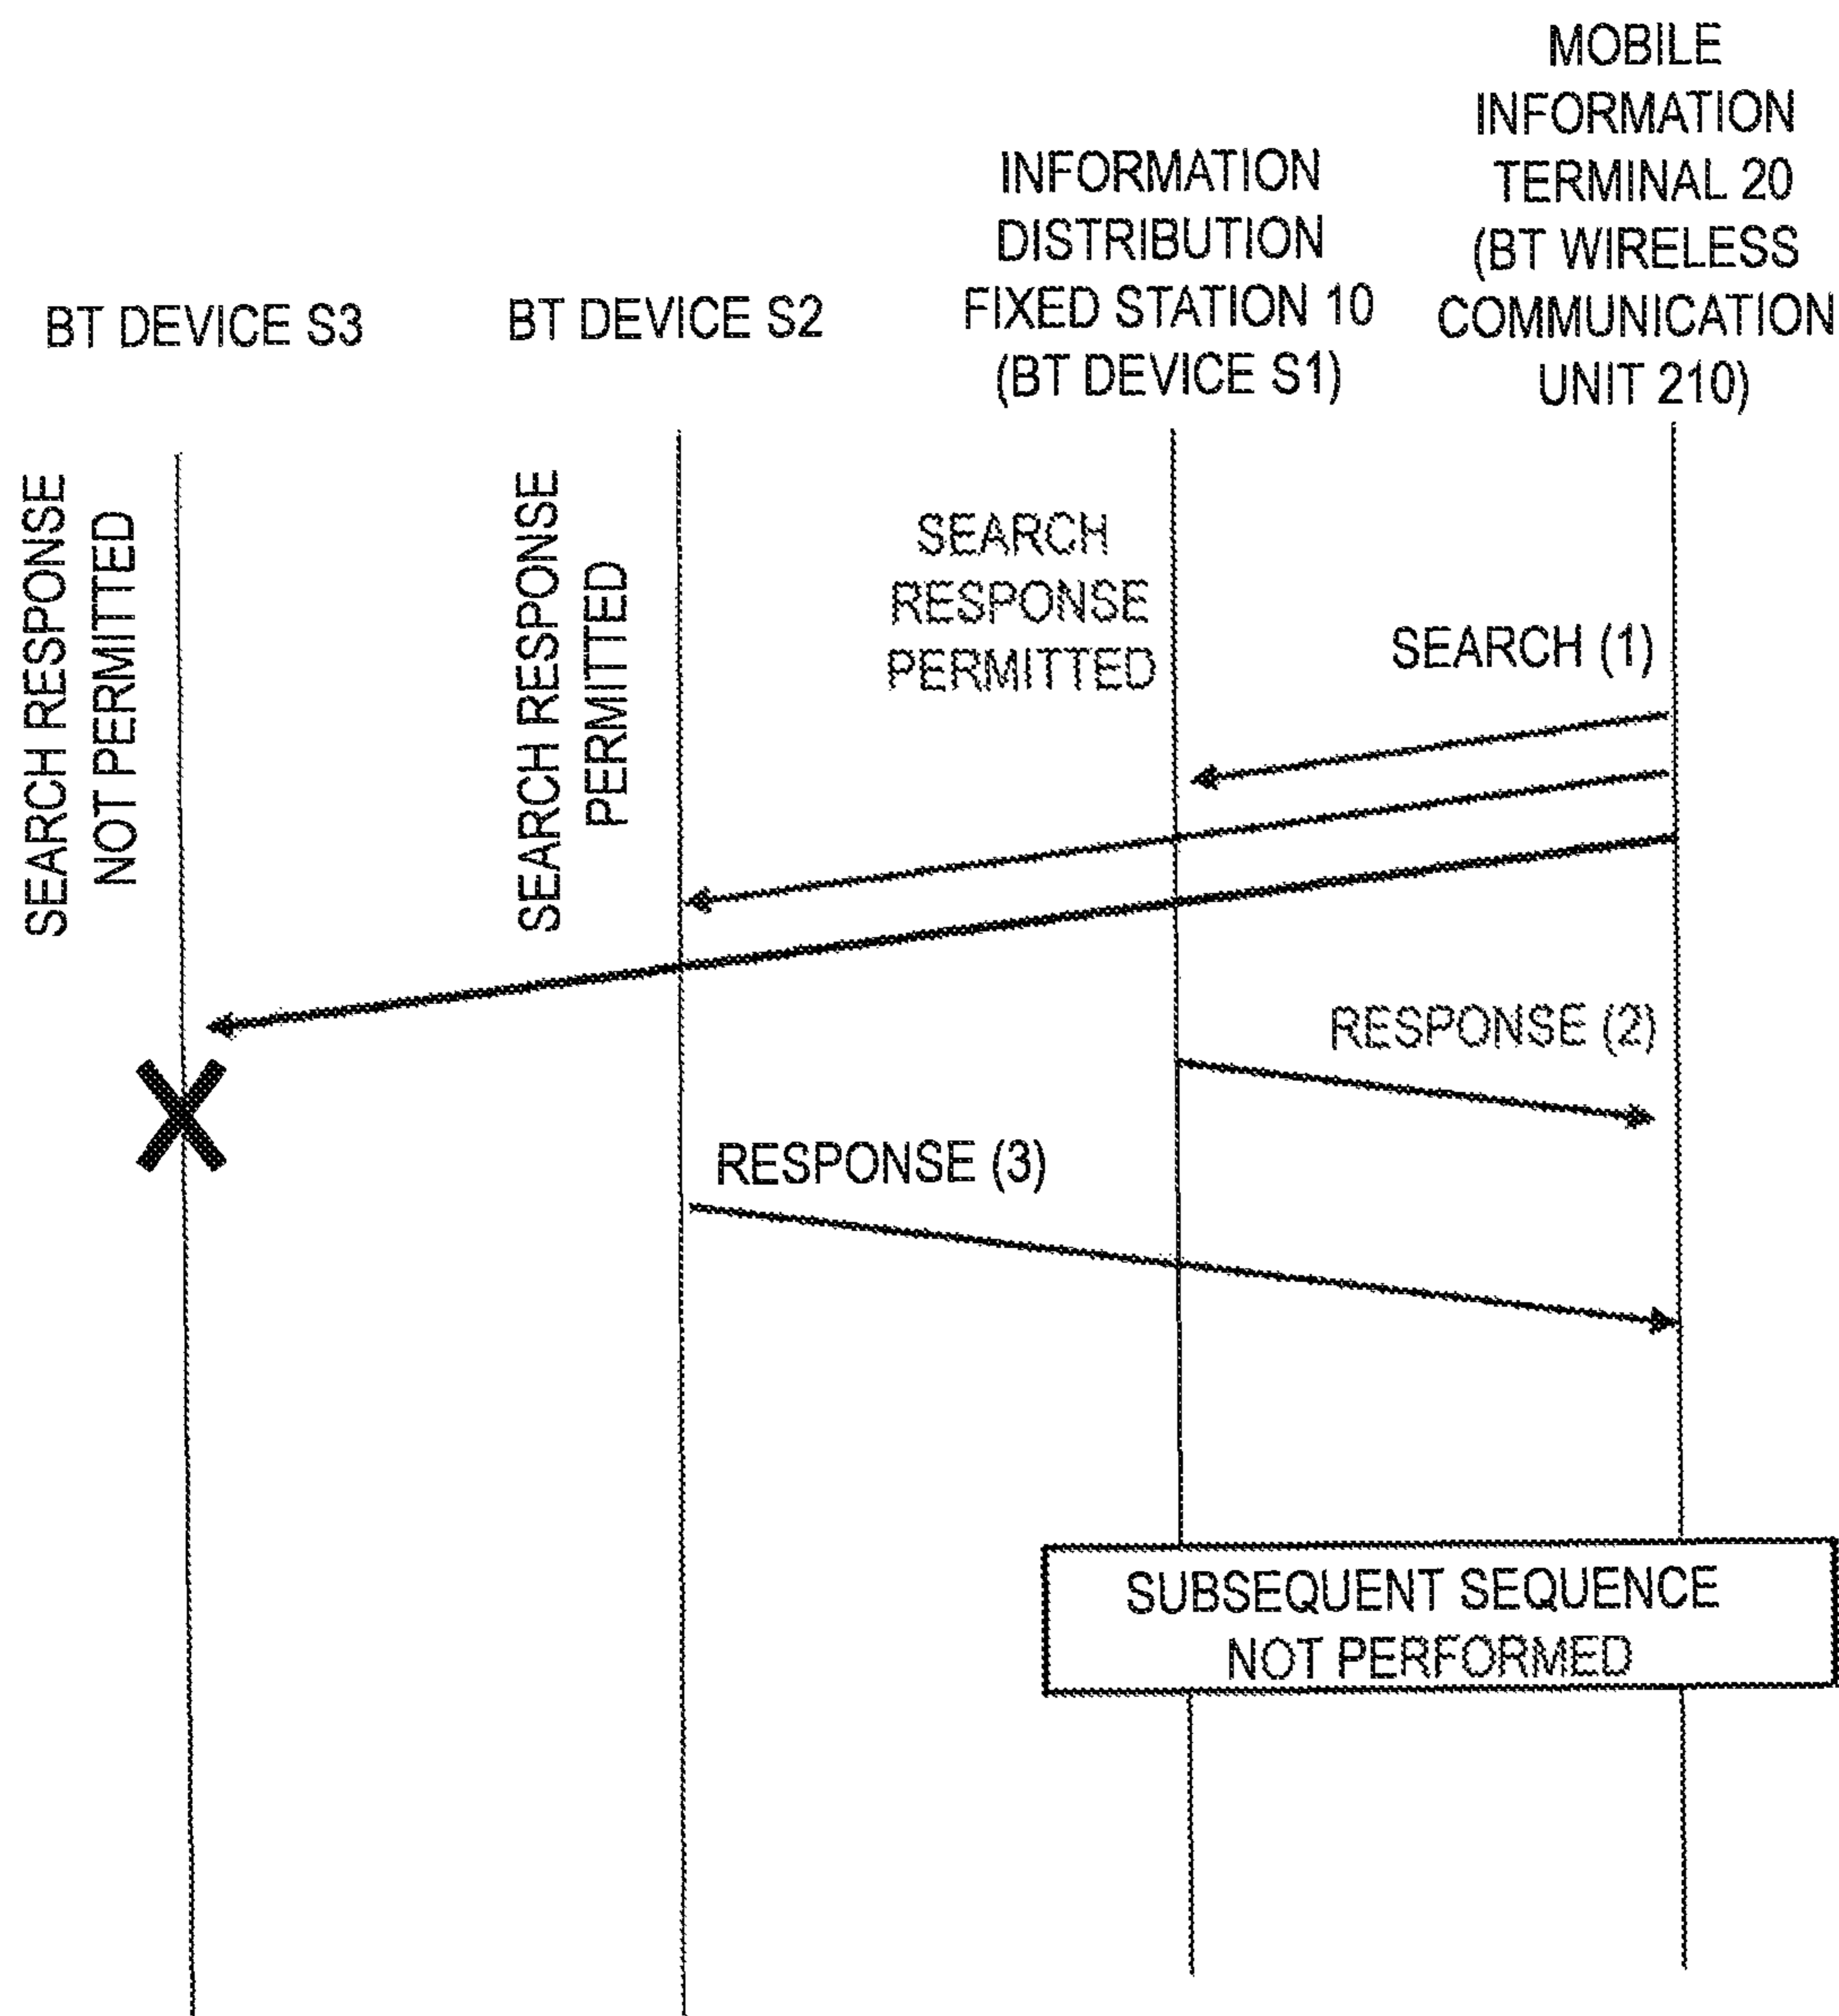 BT DEVICE S3
BT DEVICE S2
INFORMATION
DISTRIBUTION
FIXED STATION 10
(BT DEVICE S1)
MOBILE
INFORMATION
TERMINAL 20
(BT WIRELESS
COMMUNICATION
UNIT 210)
SEARCH RESPONSE
NOT PERMITTED
SEARCH RESPONSE
PERMITTED
SEARCH
RESPONSE
PERMITTED
SEARCH (1)
RESPONSE (2)
RESPONSE (3)
SUBSEQUENT SEQUENCE
NOT PERFORMED